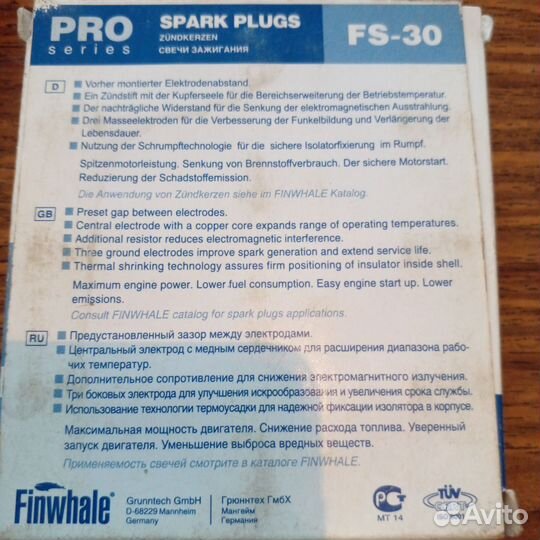 PRO
series
SPARK PLUGS
ZÜNDKERZEN
СВЕЧИ ЗАЖИГАНИЯ
FS-30
D
Vorher montierter Elektrodenabstand.
Ein Zündstift mit der Kupferseele für die Bereicherweiterung der Betriebstemperatur.
Der nachträgliche Widerstand für die Senkung der elektromagnetischen Ausstrahlung.
Drei Masseelektroden für die Verbesserung der Funkelbildung und Verlängerung der
Lebensdauer.
Nutzung der Schrumpftechnologie für die sichere Isolatorfixierung im Rumpf.
Spitzenmotorleistung. Senkung von Brennstoffverbrauch. Der sichere Motorstart.
Reduzierung der Schadstoffemission.
Die Anwendung von Zündkerzen siehe im FINWHALE Katalog.
GB
Preset gap between electrodes.
Central electrode with a copper core expands range of operating temperatures.
Additional resistor reduces electromagnetic interference.
Three ground electrodes improve spark generation and extend service life.
Thermal shrinking technology assures firm positioning of insulator inside shell.
Maximum engine power. Lower fuel consumption. Easy engine start up. Lower
emissions.
Consult FINWHALE catalog for spark plugs applications.
RU
Предустановленный зазор между электродами.
Центральный электрод с медным сердечником для расширения диапазона рабо-
чих температур.
Дополнительное сопротивление для снижения электромагнитного излучения.
Три боковых электрода для улучшения искрообразования и увеличения срока службы.
Использование технологии термоусадки для надежной фиксации изолятора в корпусе.
Максимальная мощность двигателя. Снижение расхода топлива. Уверенный
запуск двигателя. Уменьшение выброса вредных веществ.
Применяемость свечей смотрите в каталоге FINWHALE.
Finwhale®
Grunntech GmbH
D-68229 Mannheim
Germany
Грюннтех ГмбХ
Мангейм
Германия
РСТ
МТ 14
TÜV
CERT
Avito